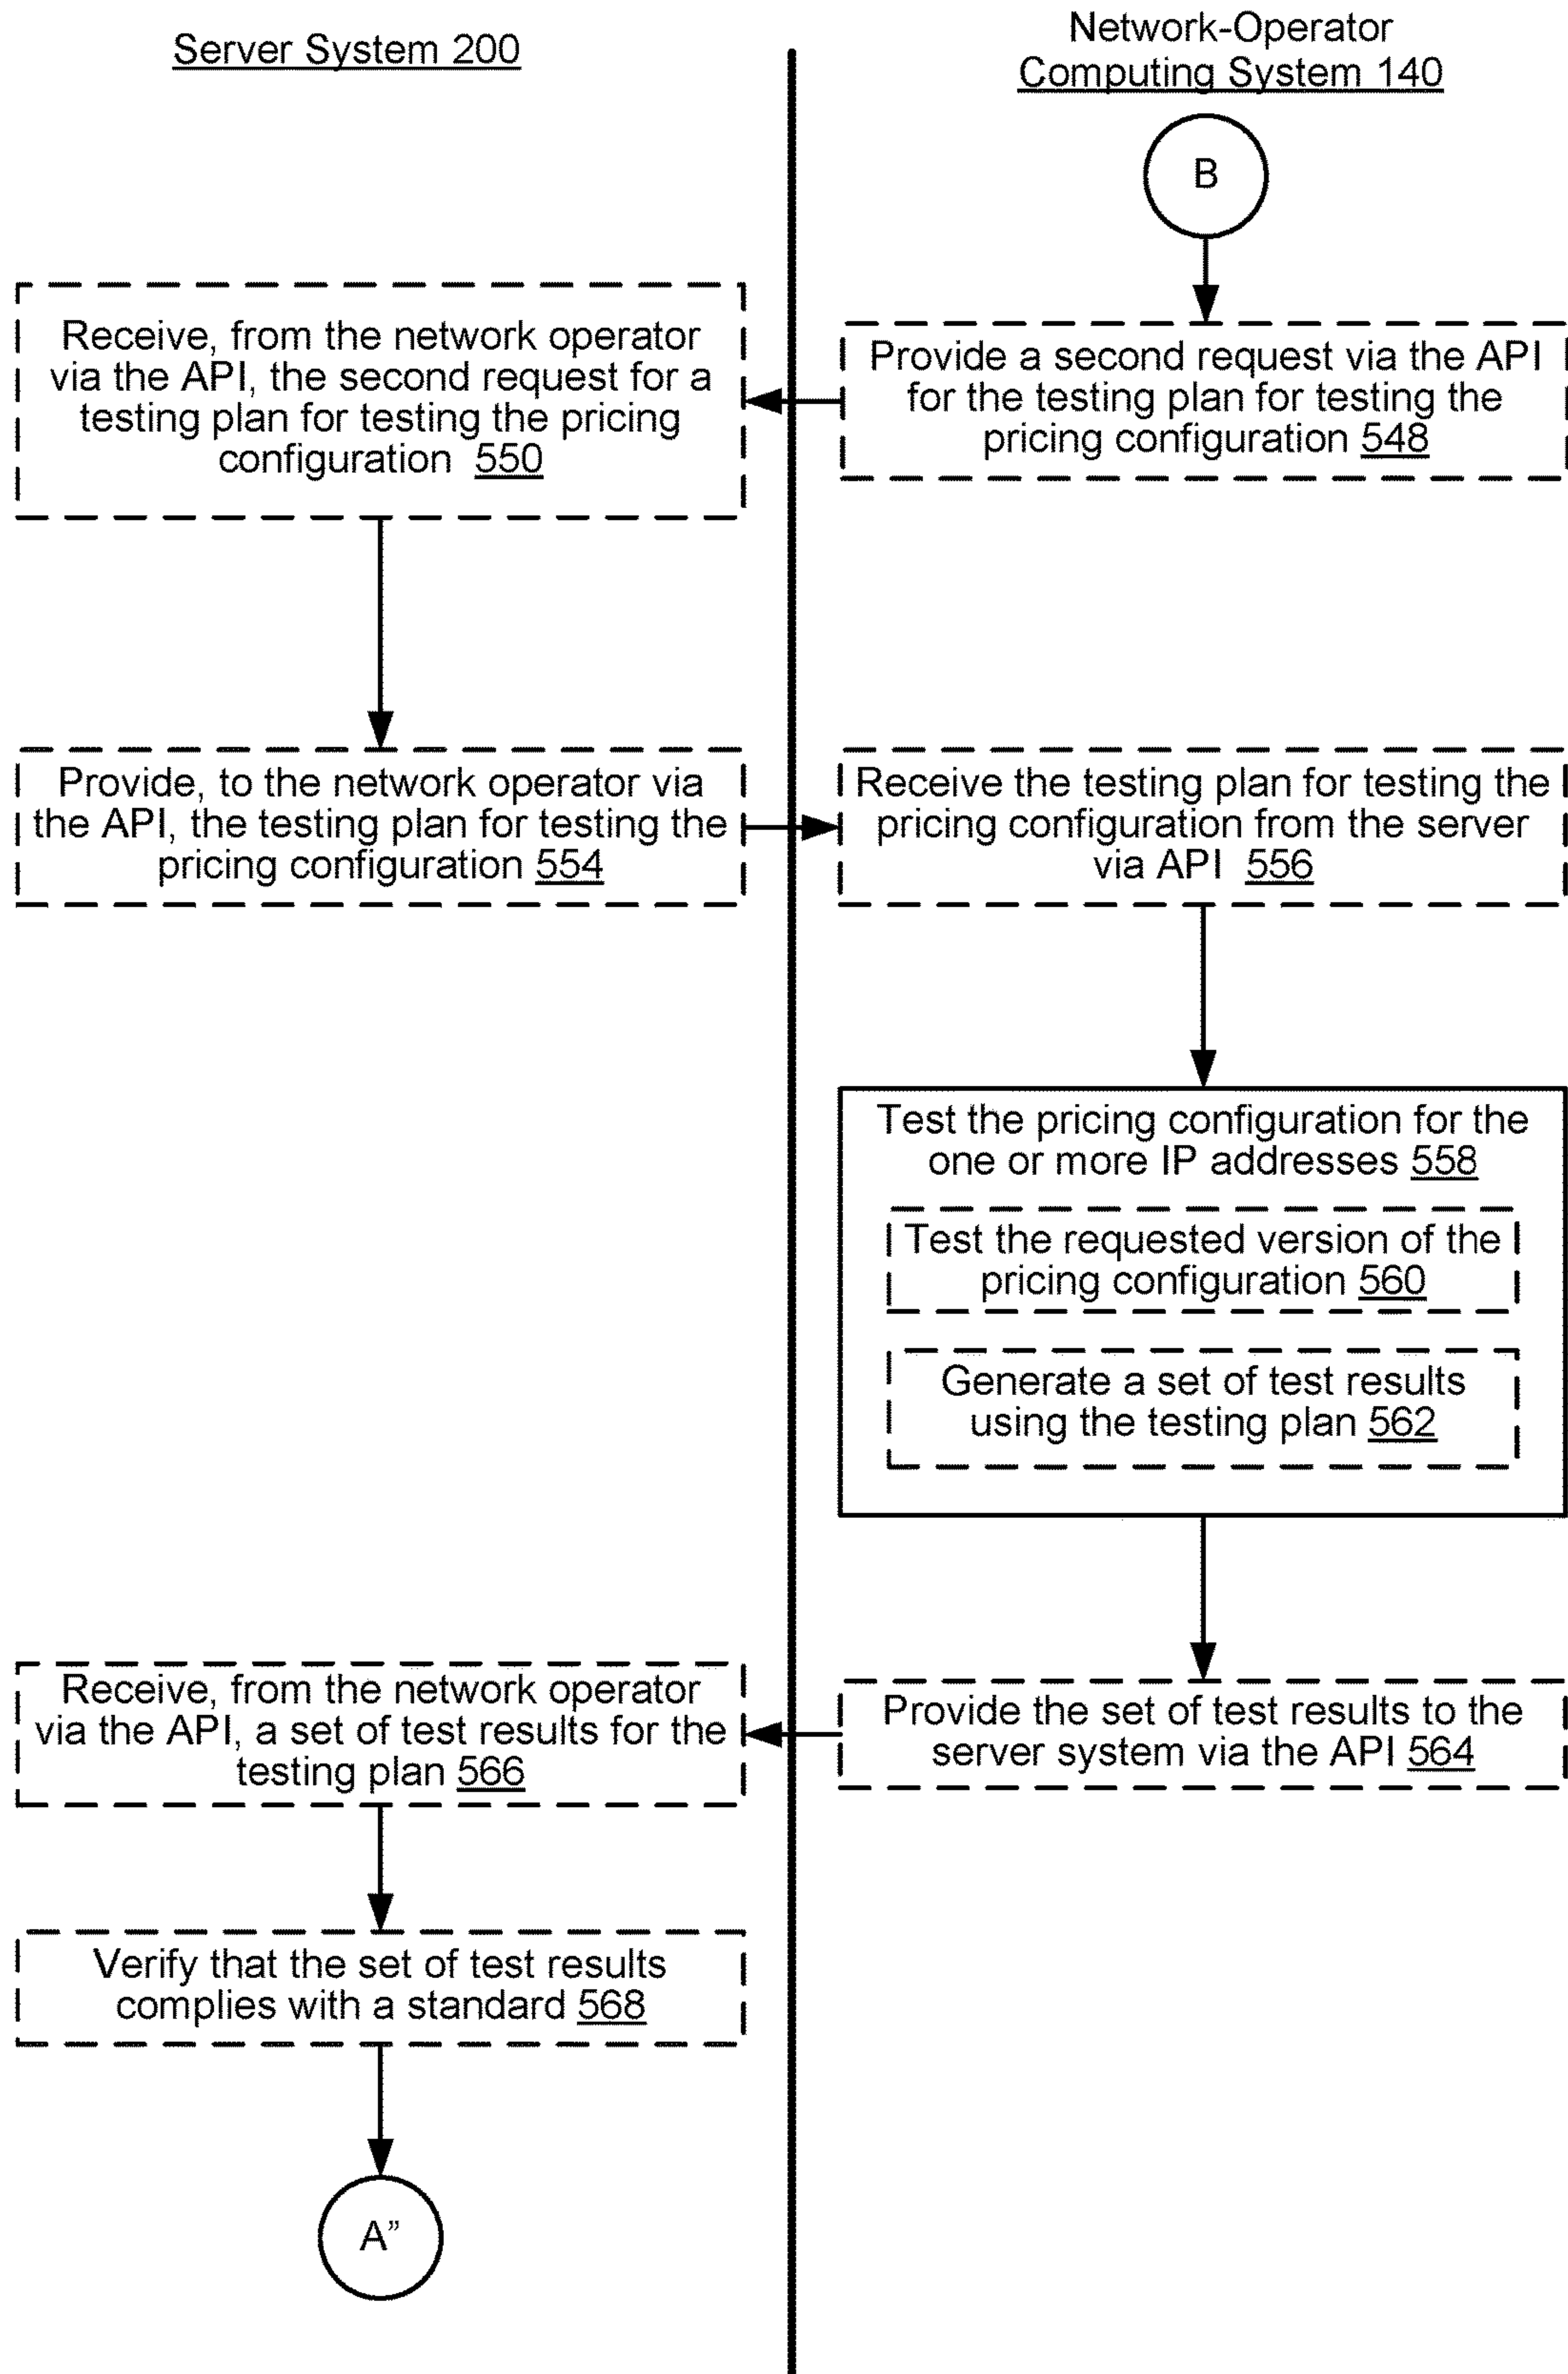 Server System 200
Network-Operator
Computing System 140
B
Provide a second request via the API
for the testing plan for testing the
pricing configuration 548
Receive, from the network operator
via the API, the second request for a
testing plan for testing the pricing
configuration 550
Provide, to the network operator via
the API, the testing plan for testing the
pricing configuration 554
Receive the testing plan for testing the
pricing configuration from the server
via API 556
Test the pricing configuration for the
one or more IP addresses 558
Test the requested version of the
pricing configuration 560
Generate a set of test results
using the testing plan 562
Provide the set of test results to the
server system via the API 564
Receive, from the network operator
via the API, a set of test results for the
testing plan 566
Verify that the set of test results
complies with a standard 568
A”